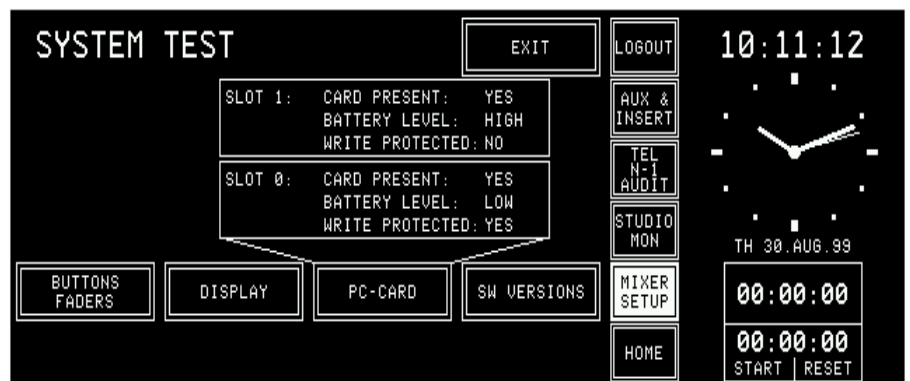 SYSTEM TEST
EXIT
SLOT 1: CARD PRESENT: YES
BATTERY LEVEL: HIGH
WRITE PROTECTED: NO
SLOT 0: CARD PRESENT: YES
BATTERY LEVEL: LOW
WRITE PROTECTED: YES
BUTTONS
FADERS
DISPLAY
PC-CARD
SW VERSIONS
LOGOUT
AUX &
INSERT
TEL
N-1
AUDIT
STUDIO
MON
MIXER
SETUP
HOME
10:11:12
TH 30.AUG.99
00:00:00
00:00:00
START | RESET